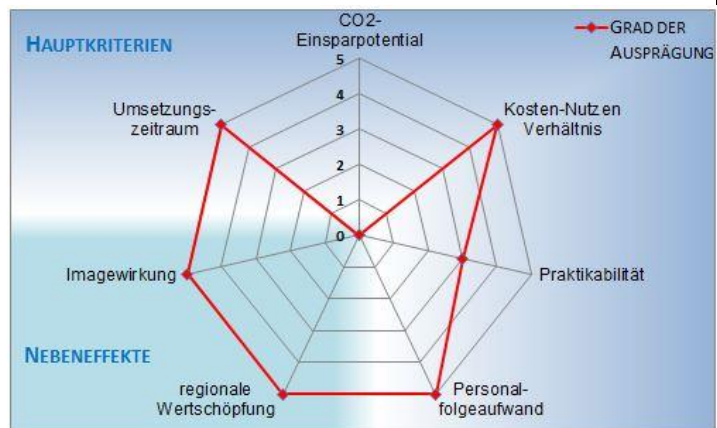 HAUPTKRITERIEN
CO2-
Einsparpotential
GRAD DER
AUSPRÄGUNG
5
4
3
2
1
0
Umsetzungs-
zeitraum
Kosten-Nutzen
Verhältnis
Imagewirkung
Praktikabilität
NEBENEFFEKTE
regionale
Wertschöpfung
Personal-
folgeaufwand